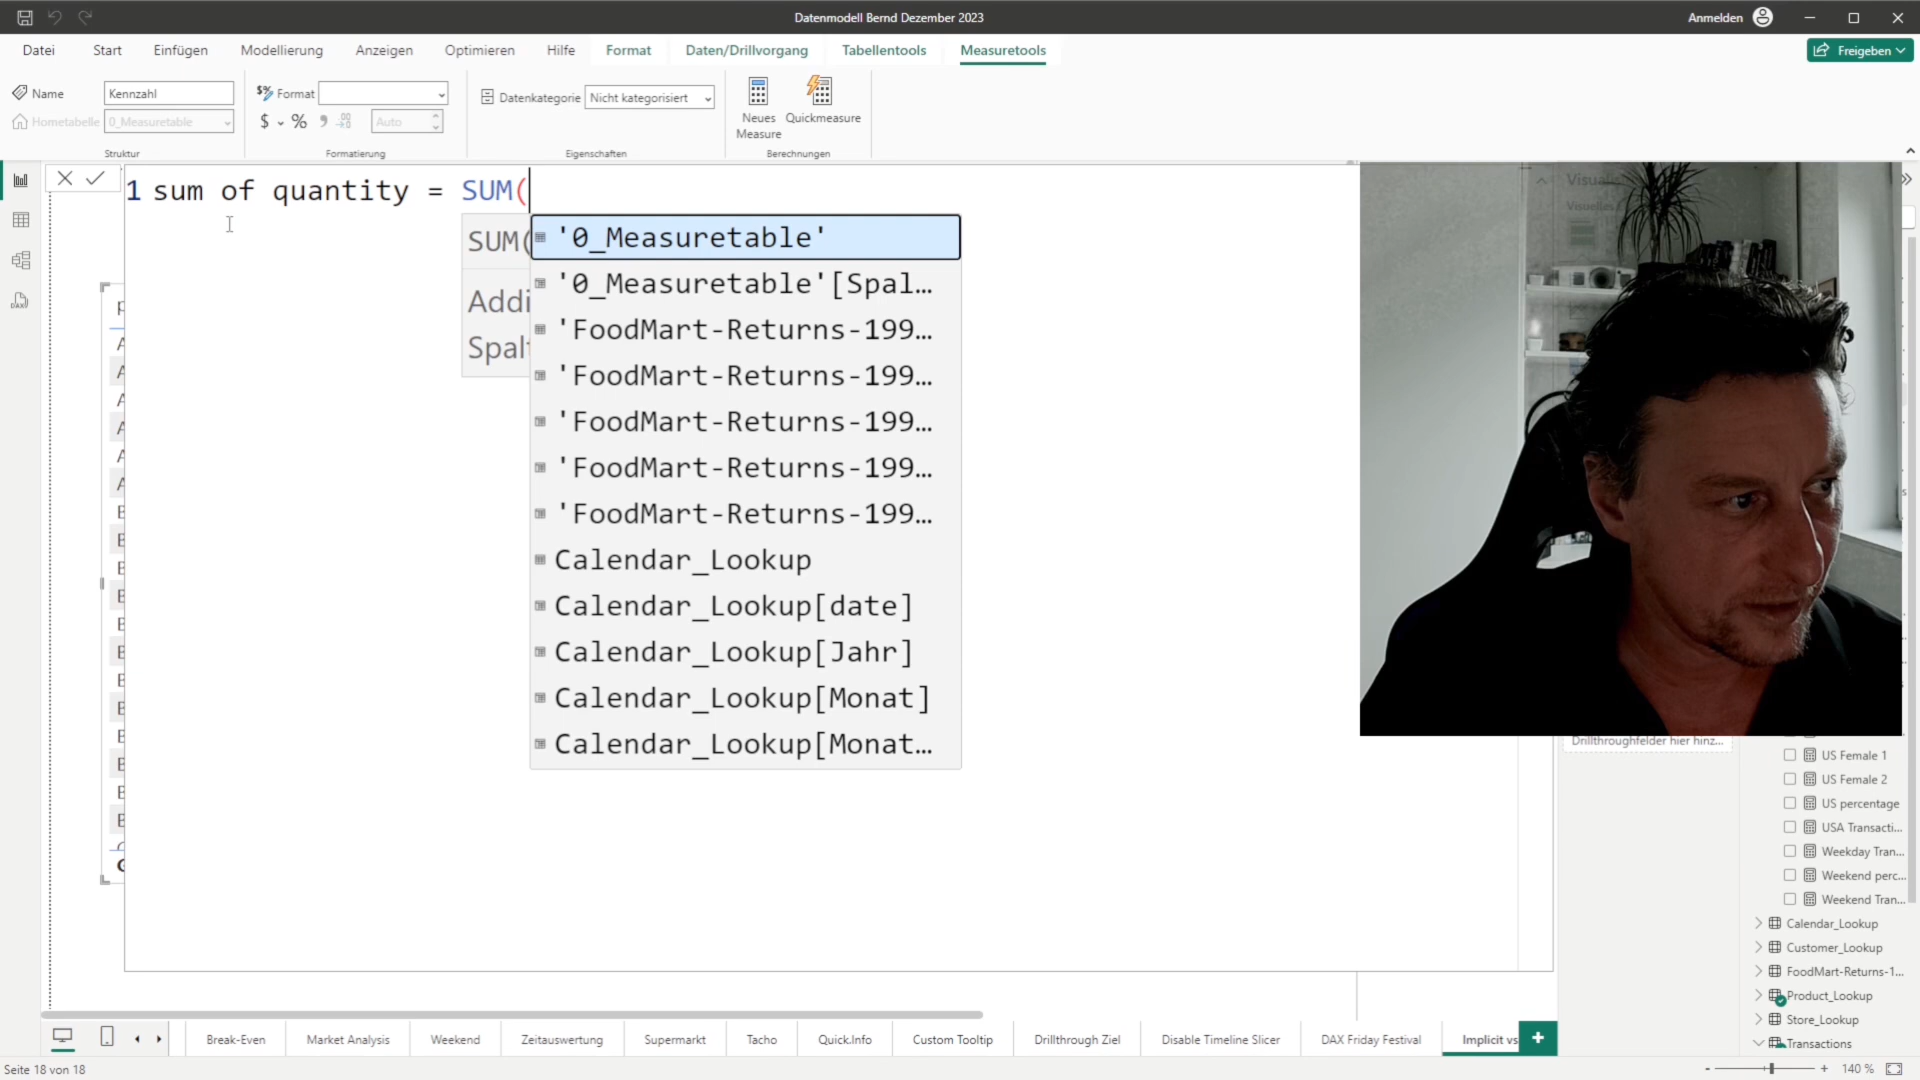 Datenmodell Bernd Dezember 2023
Anmelden
Datei Start Einfügen Modellierung Anzeigen Optimieren Hilfe Format Daten/Drillvorgang Tabellentools Measuretools Freigeben
Name Kennzahl
Format
Datenkategorie Nicht kategorisiert
Neues Measure
Quickmeasure
Hometabelle 0_Measuretable
$ % Auto
Struktur Formatierung Eigenschaften Berechnungen
1 sum of quantity = SUM(
SUM(
Addi
Spalt
'0_Measuretable'
'0_Measuretable'[Spal…
'FoodMart-Returns-199…
'FoodMart-Returns-199…
'FoodMart-Returns-199…
'FoodMart-Returns-199…
'FoodMart-Returns-199…
Calendar_Lookup
Calendar_Lookup[date]
Calendar_Lookup[Jahr]
Calendar_Lookup[Monat]
Calendar_Lookup[Monat…
Drillthroughfelder hier hinz...
US Female 1
US Female 2
US percentage
USA Transacti...
Weekday Tran...
Weekend perc...
Weekend Tran...
Calendar_Lookup
Customer_Lookup
FoodMart-Returns-1...
Product_Lookup
Store_Lookup
Transactions
Break-Even Market Analysis Weekend Zeitauswertung Supermarkt Tacho Quick.Info Custom Tooltip Drillthrough Ziel Disable Timeline Slicer DAX Friday Festival Implicit vs
Seite 18 von 18
- + 140 %